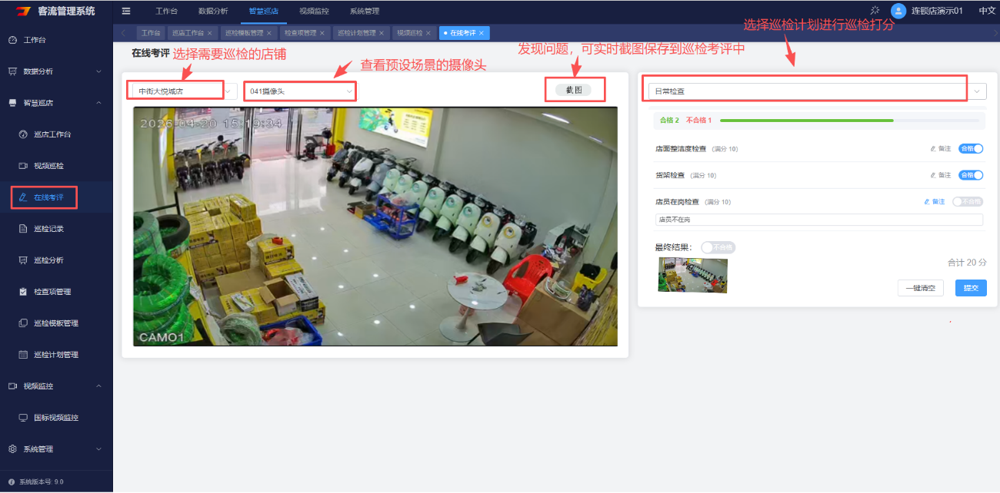 客流管理系统
工作台 数据分析 智慧巡店 视频监控 系统管理
连锁店演示01 中文
选择巡检计划进行巡检打分
工作台 巡店工作台 巡检模板管理 检查项管理 巡检计划管理 视频巡检 在线考评
工作台
数据分析
智慧巡店
巡店工作台
视频巡检
在线考评
巡检记录
巡检分析
检查项管理
巡检模板管理
巡检计划管理
视频监控
国标视频监控
系统管理
系统版本号: 9.0
在线考评 选择需要巡检的店铺
查看预设场景的摄像头
发现问题，可实时截图保存到巡检考评中
中街大悦城店
041摄像头
截图
2026-04-20 15:19:34
CAM01
日常检查
合格 2 不合格 1
店面整洁度检查 (满分 10) 备注 合格
货架检查 (满分 10) 备注 合格
店员在岗检查 (满分 10) 备注 不合格
店员不在岗
最终结果: 不合格
合计 20 分
一键清空 提交